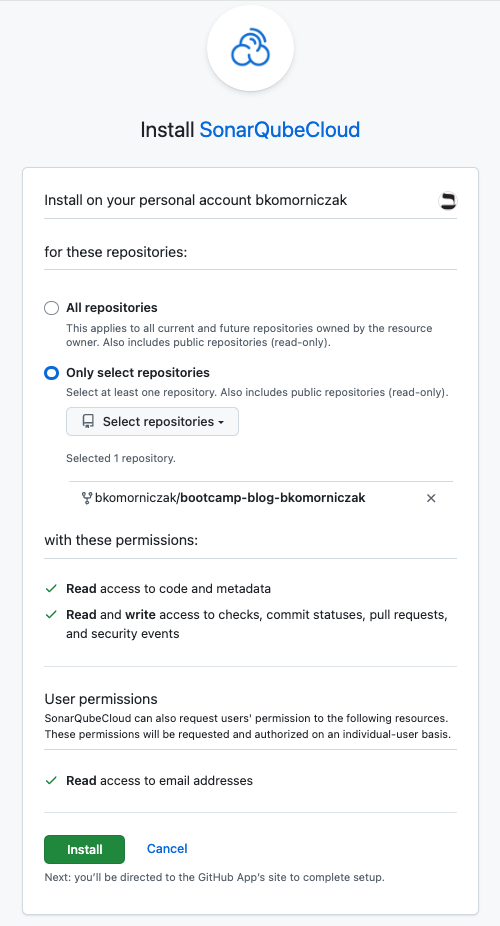 Install SonarQubeCloud
Install on your personal account bkomorniczak
for these repositories:
All repositories
This applies to all current and future repositories owned by the resource
owner. Also includes public repositories (read-only).
Only select repositories
Select at least one repository. Also includes public repositories (read-only).
Select repositories
Selected 1 repository.
bkomorniczak/bootcamp-blog-bkomorniczak
with these permissions:
Read access to code and metadata
Read and write access to checks, commit statuses, pull requests,
and security events
User permissions
SonarQubeCloud can also request users' permission to the following resources.
These permissions will be requested and authorized on an individual-user basis.
Read access to email addresses
Install Cancel
Next: you'll be directed to the GitHub App's site to complete setup.